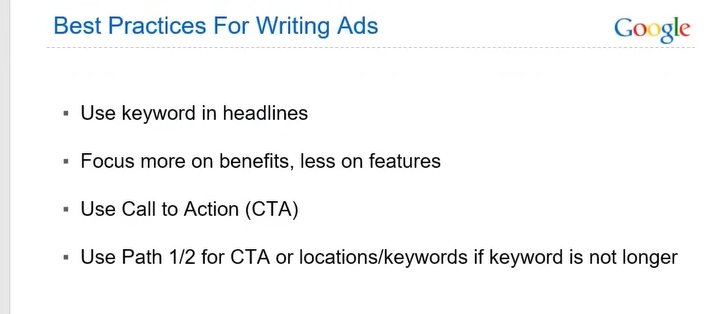 Best Practices For Writing Ads
Google
▪ Use keyword in headlines
▪ Focus more on benefits, less on features
▪ Use Call to Action (CTA)
▪ Use Path 1/2 for CTA or locations/keywords if keyword is not longer